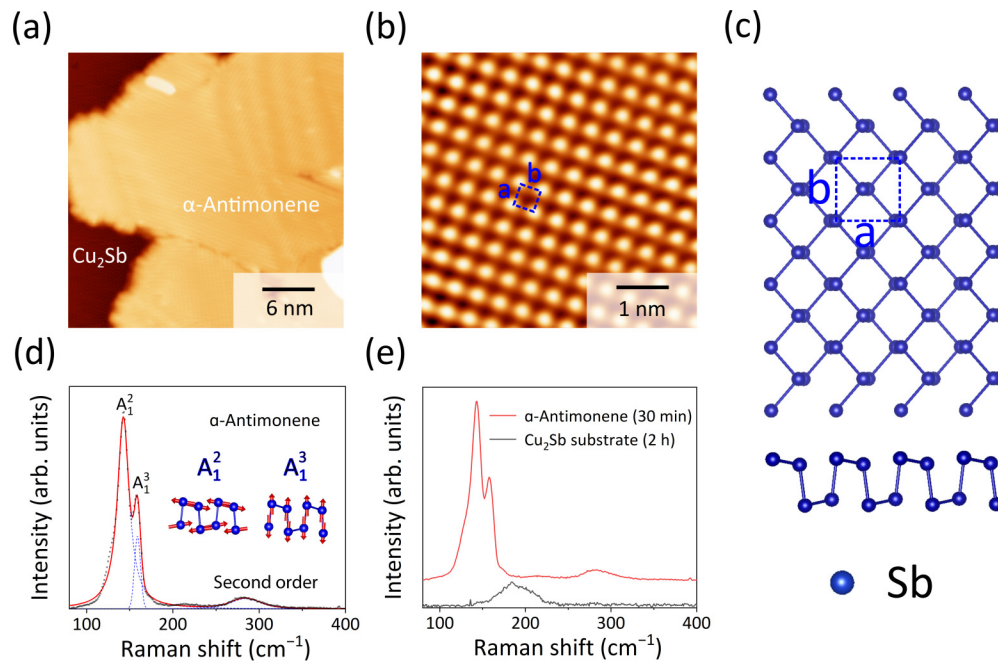 (a)
α-Antimonene
Cu₂Sb
6 nm
(b)
b
a
1 nm
(c)
b
a
Sb
(d)
Intensity (arb. units)
A₁²
A₁³
α-Antimonene
A₁² A₁³
Second order
100 200 300 400
Raman shift (cm⁻¹)
(e)
Intensity (arb. units)
α-Antimonene (30 min)
Cu₂Sb substrate (2 h)
100 200 300 400
Raman shift (cm⁻¹)